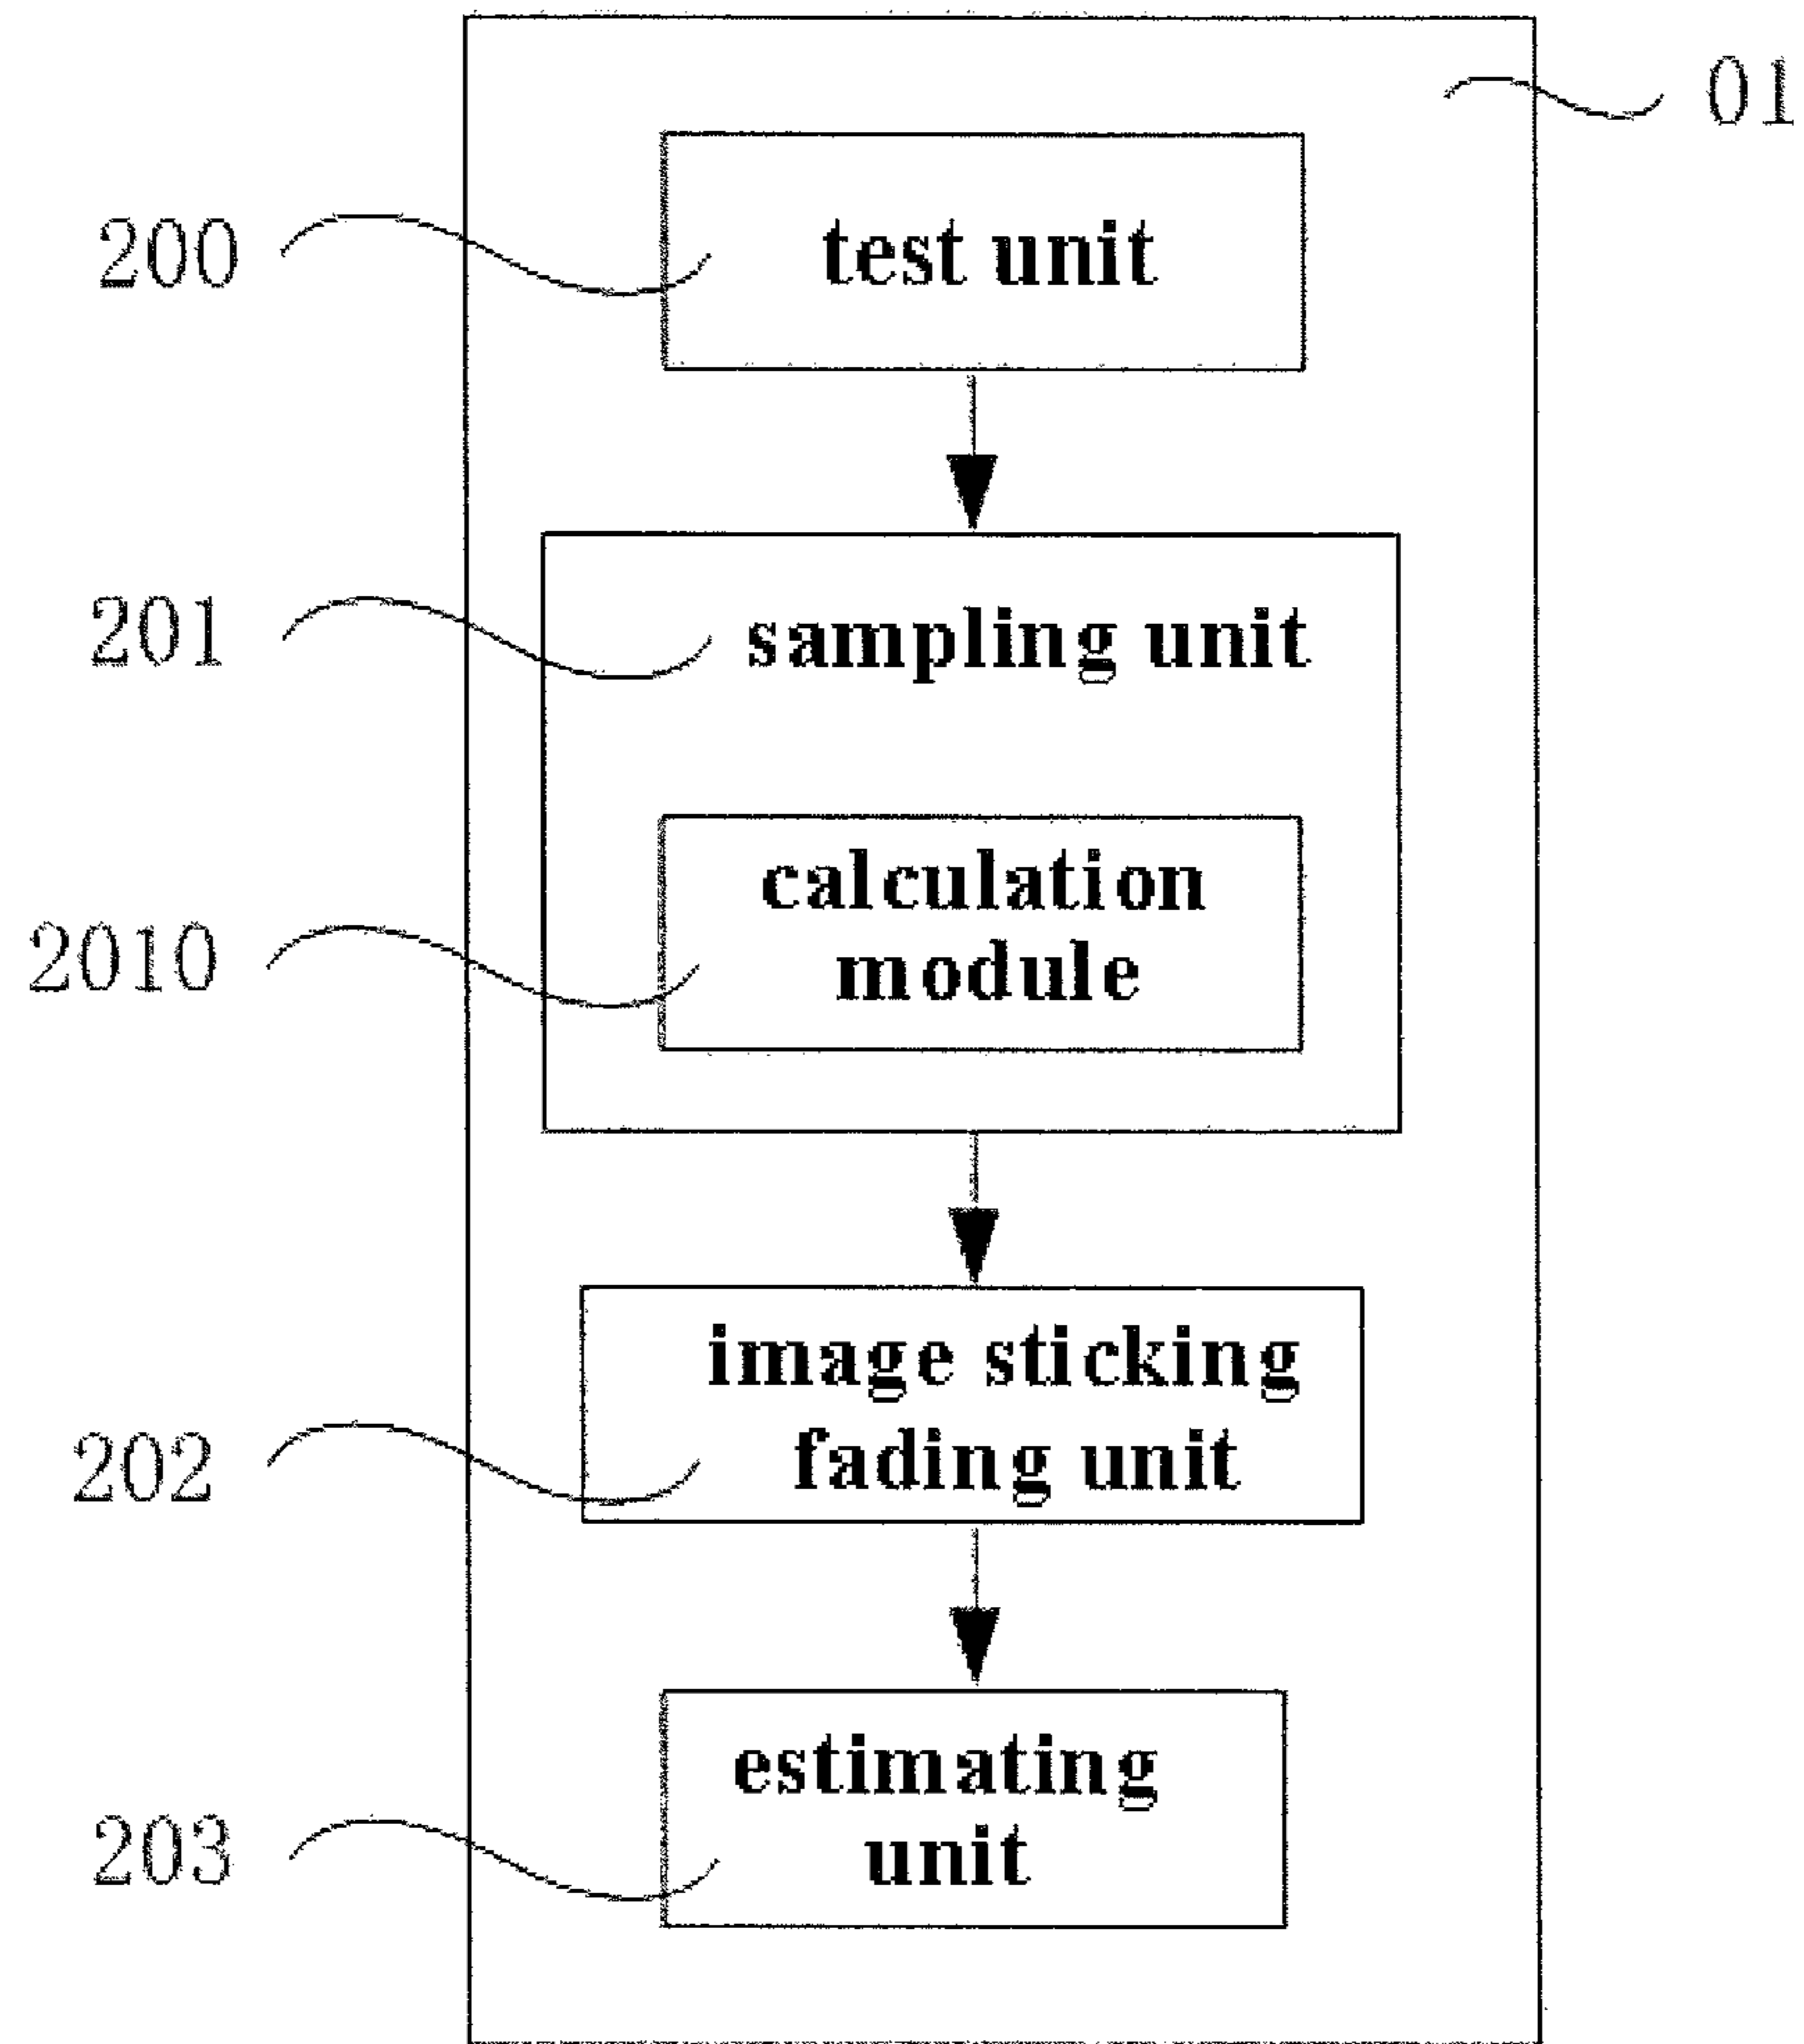 01
200
test unit
201
sampling unit
calculation
module
2010
image sticking
fading unit
202
estimating
unit
203